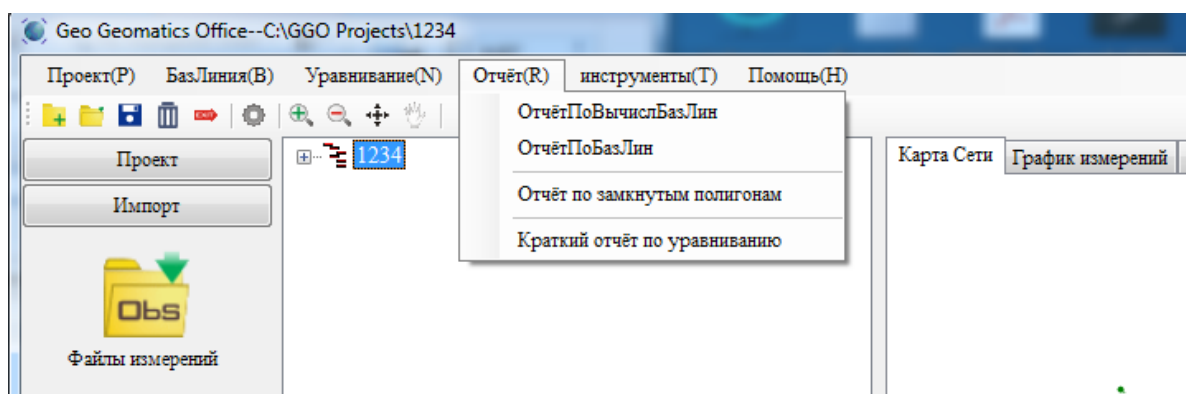 Geo Geomatics Office--C:\GGO Projects\1234
Проект(P) БазЛиния(B) Уравнивание(N) Отчёт(R) инструменты(T) Помощь(H)
ОтчётПоВычислБазЛин
ОтчётПоБазЛин
Отчёт по замкнутым полигонам
Краткий отчёт по уравниванию
Проект
Импорт
Obs
Файлы измерений
1234
Карта Сети График измерений